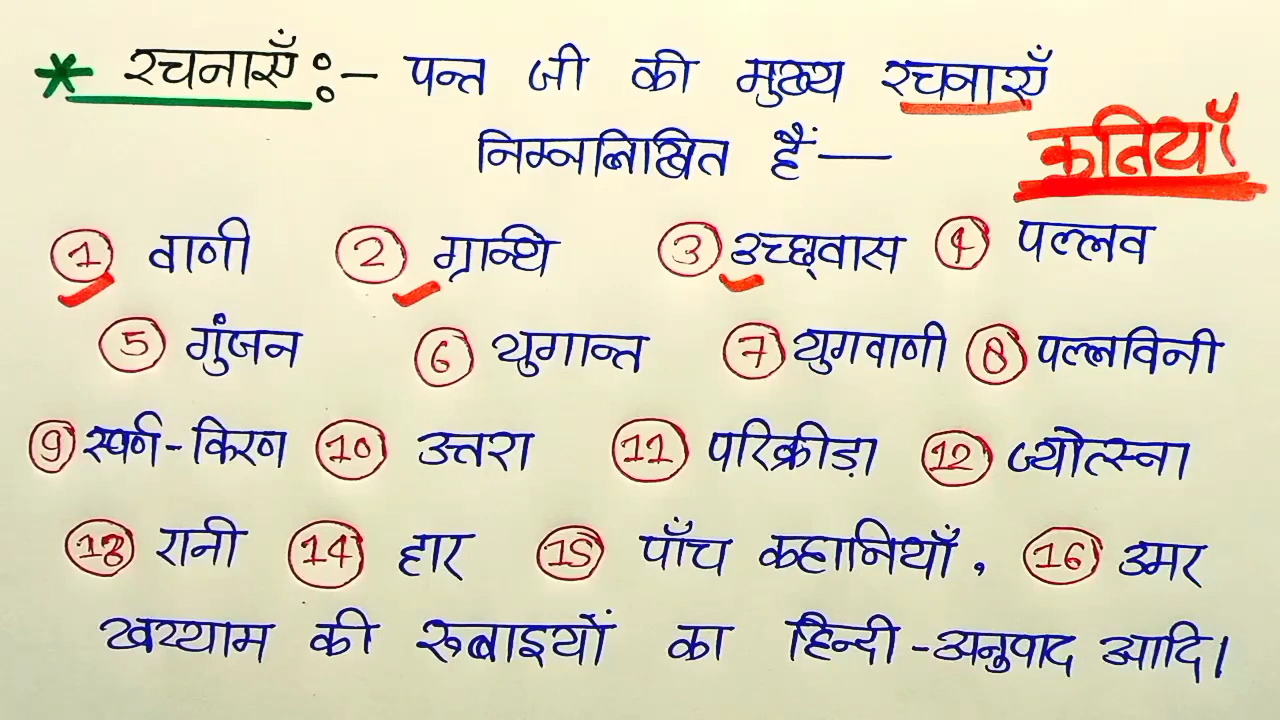 * रचनाएँ :- पन्त जी की मुख्य रचनाएँ
निम्नलिखित हैं —
कृतियाँ
① वाणी ② ग्रन्थि ③ उच्छ्वास ④ पल्लव
⑤ गुंजन ⑥ युगान्त ⑦ युगवाणी ⑧ पल्लविनी
⑨ स्वर्ण-किरण ⑩ उत्तरा ⑪ परिक्रीड़ा ⑫ ज्योत्स्ना
⑬ रानी ⑭ हार ⑮ पाँच कहानियाँ, ⑯ उमर
खय्याम की रूबाइयों का हिन्दी-अनुवाद आदि।